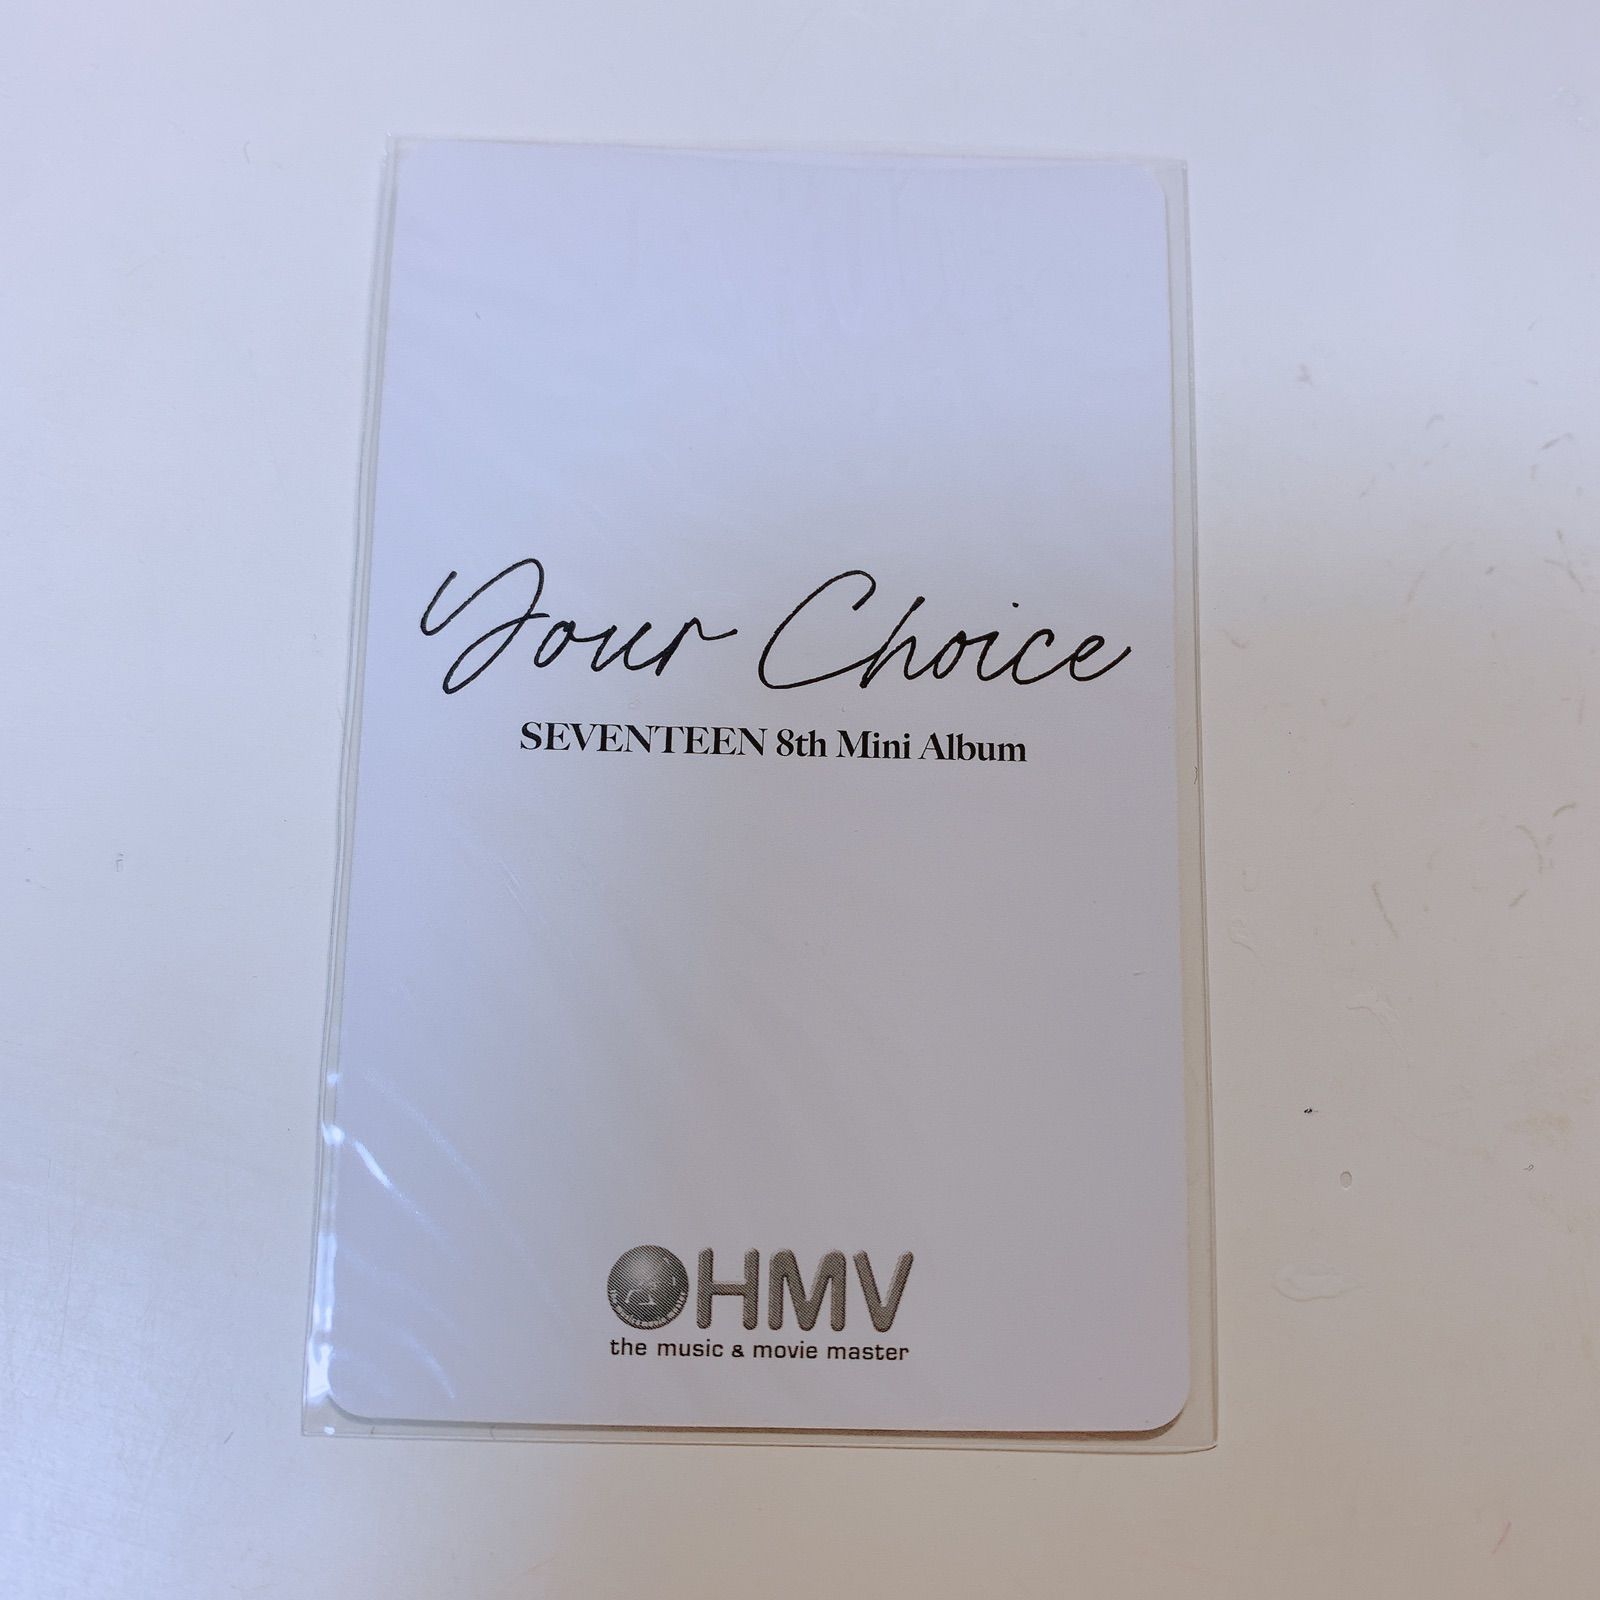 Your Choice
SEVENTEEN 8th Mini Album
HMV
the music & movie master